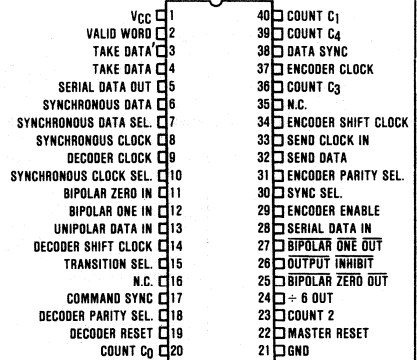 VCC 1 40 COUNT C1
VALID WORD 2 39 COUNT C4
TAKE DATA' 3 38 DATA SYNC
TAKE DATA 4 37 ENCODER CLOCK
SERIAL DATA OUT 5 36 COUNT C3
SYNCHRONOUS DATA 6 35 N.C.
SYNCHRONOUS DATA SEL. 7 34 ENCODER SHIFT CLOCK
SYNCHRONOUS CLOCK 8 33 SEND CLOCK IN
DECODER CLOCK 9 32 SEND DATA
SYNCHRONOUS CLOCK SEL. 10 31 ENCODER PARITY SEL.
BIPOLAR ZERO IN 11 30 SYNC SEL.
BIPOLAR ONE IN 12 29 ENCODER ENABLE
UNIPOLAR DATA IN 13 28 SERIAL DATA IN
DECODER SHIFT CLOCK 14 27 BIPOLAR ONE OUT
TRANSITION SEL. 15 26 OUTPUT INHIBIT
N.C. 16 25 BIPOLAR ZERO OUT
COMMAND SYNC 17 24 ÷ 6 OUT
DECODER PARITY SEL. 18 23 COUNT 2
DECODER RESET 19 22 MASTER RESET
COUNT C0 20 21 GND